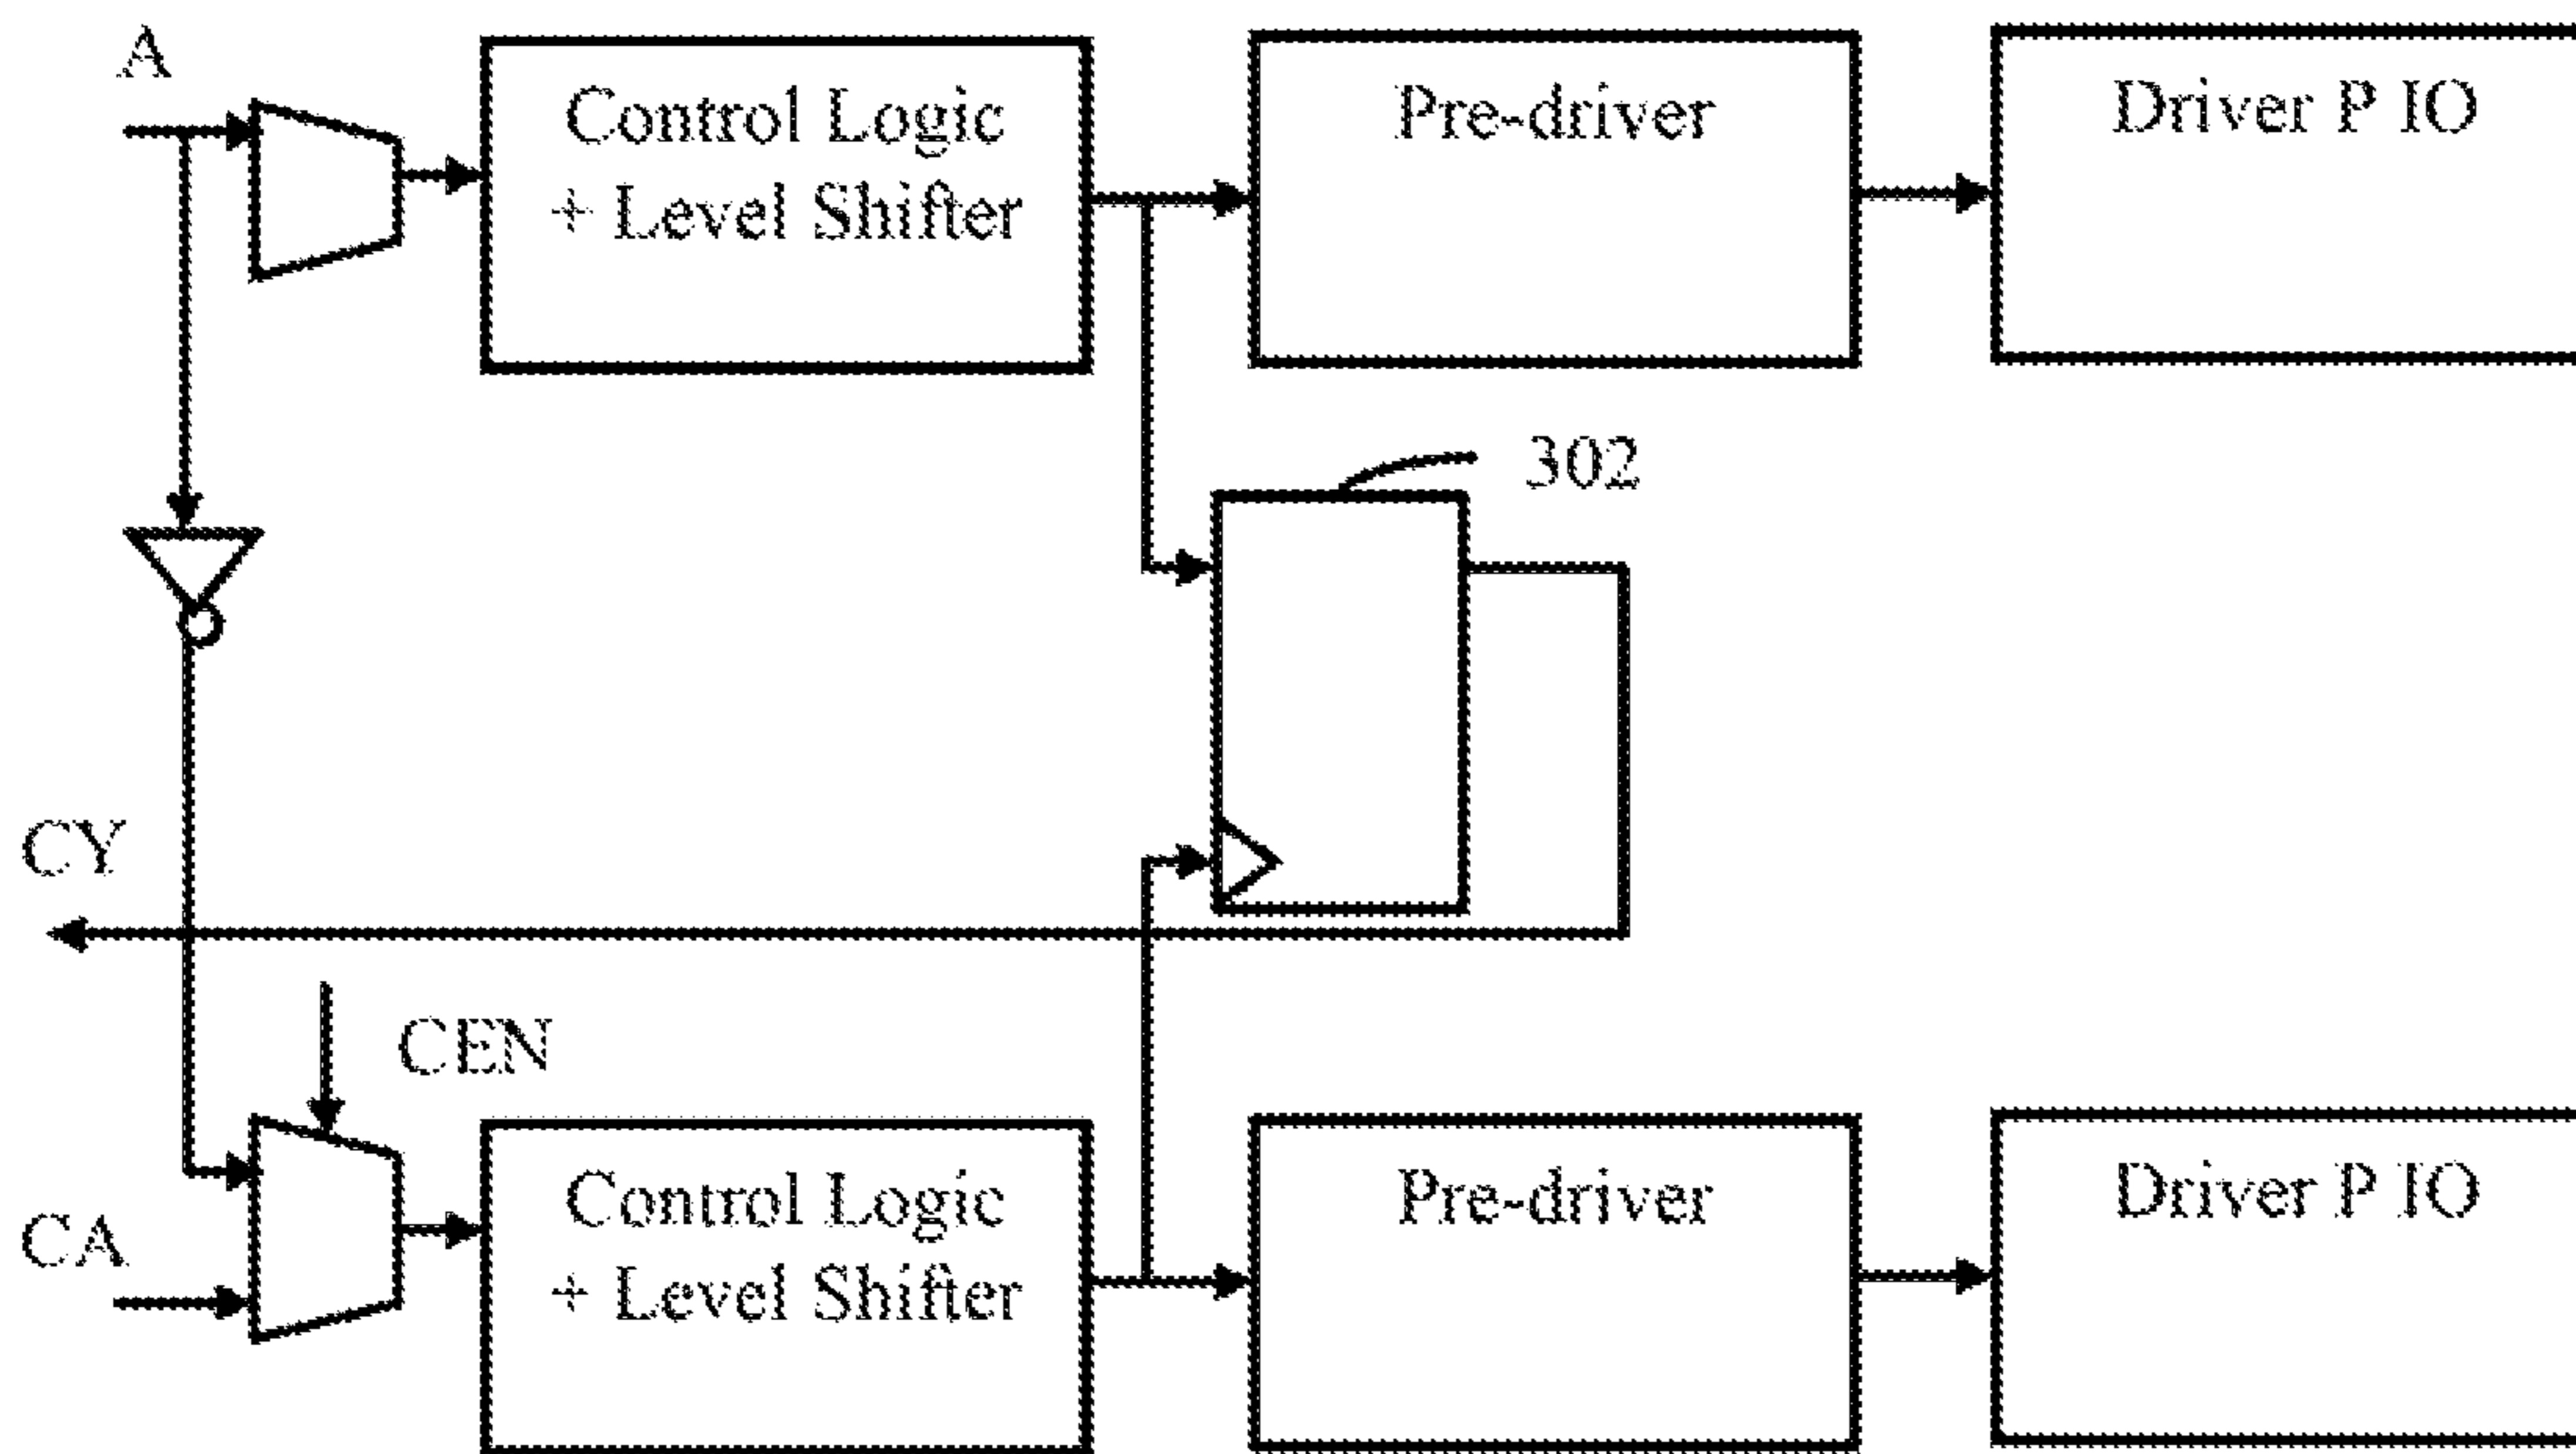 A
Control Logic
+ Level Shifter
Pre-driver
Driver P IO
302
CY
CEN
CA
Control Logic
+ Level Shifter
Pre-driver
Driver P IO